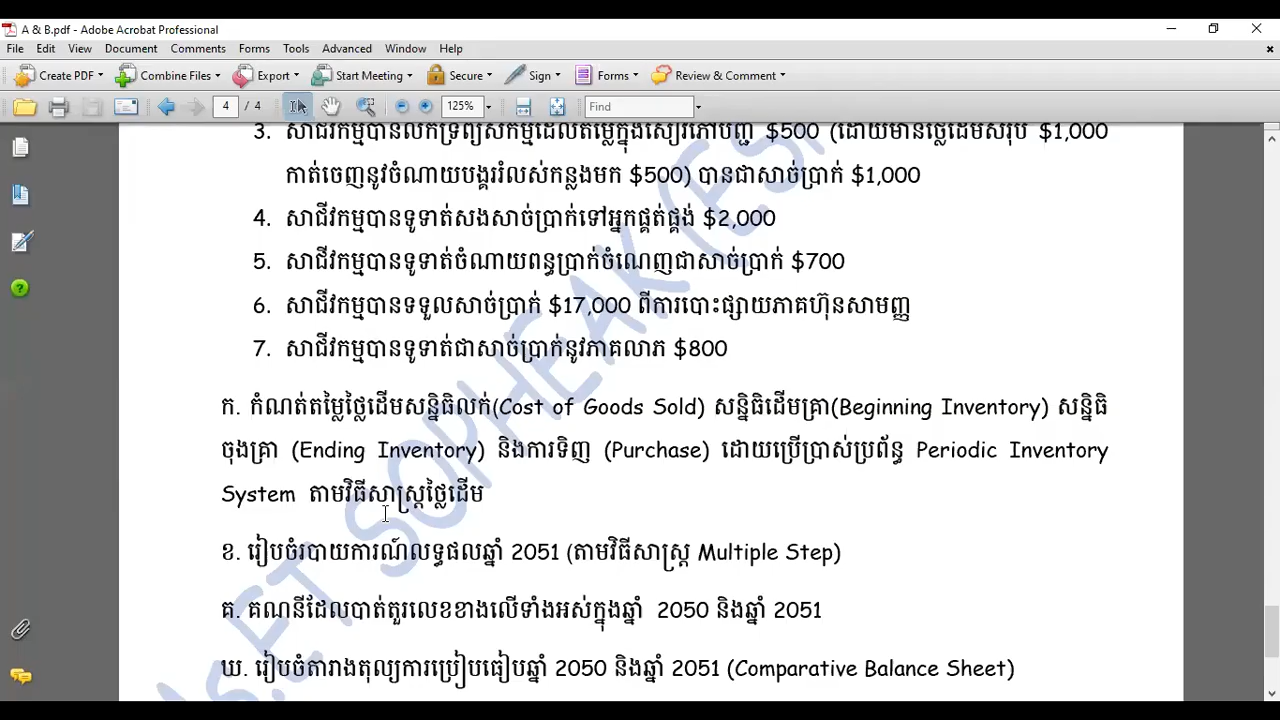 A & B.pdf - Adobe Acrobat Professional
File Edit View Document Comments Forms Tools Advanced Window Help
Create PDF Combine Files Export Start Meeting Secure Sign Forms Review & Comment
4 / 4 125% Find
3. សាជីវកម្មបានលក់ទ្រព្យសកម្មដែលតម្លៃក្នុងសៀវភៅបញ្ជី $500 (ដោយមានថ្លៃដើមសរុប $1,000
កាត់ចេញនូវចំណាយបង្គររំលស់កន្លងមក $500) បានជាសាច់ប្រាក់ $1,000
4. សាជីវកម្មបានទូទាត់សងសាច់ប្រាក់ទៅអ្នកផ្គត់ផ្គង់ $2,000
5. សាជីវកម្មបានទូទាត់ចំណាយពន្ធប្រាក់ចំណេញជាសាច់ប្រាក់ $700
6. សាជីវកម្មបានទទួលសាច់ប្រាក់ $17,000 ពីការបោះផ្សាយភាគហ៊ុនសាមញ្ញ
7. សាជីវកម្មបានទូទាត់ជាសាច់ប្រាក់នូវភាគលាភ $800
ក. កំណត់តម្លៃថ្លៃដើមសន្និធិលក់(Cost of Goods Sold) សន្និធិដើមគ្រា(Beginning Inventory) សន្និធិ
ចុងគ្រា (Ending Inventory) និងការទិញ (Purchase) ដោយប្រើប្រាស់ប្រព័ន្ធ Periodic Inventory
System តាមវិធីសាស្ត្រថ្លៃដើម
ខ. រៀបចំរបាយការណ៍លទ្ធផលឆ្នាំ 2051 (តាមវិធីសាស្ត្រ Multiple Step)
គ. គណនីដែលបាត់តួរលេខខាងលើទាំងអស់ក្នុងឆ្នាំ 2050 និងឆ្នាំ 2051
ឃ. រៀបចំតារាងតុល្យការប្រៀបធៀបឆ្នាំ 2050 និងឆ្នាំ 2051 (Comparative Balance Sheet)